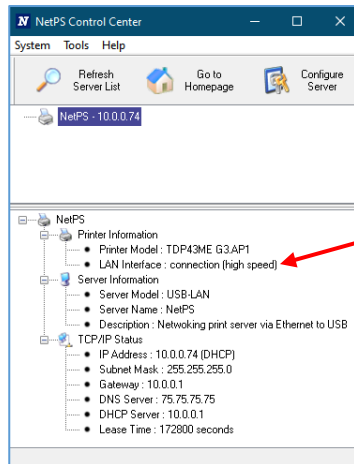 NetPS Control Center
System Tools Help
Refresh Server List
Go to Homepage
Configure Server
NetPS - 10.0.0.74
NetPS
Printer Information
Printer Model : TDP43ME G3.AP1
LAN Interface : connection (high speed)
Server Information
Server Model : USB-LAN
Server Name : NetPS
Description : Netwoking print server via Ethernet to USB
TCP/IP Status
IP Address : 10.0.0.74 (DHCP)
Subnet Mask : 255.255.255.0
Gateway : 10.0.0.1
DNS Server : 75.75.75.75
DHCP Server : 10.0.0.1
Lease Time : 172800 seconds